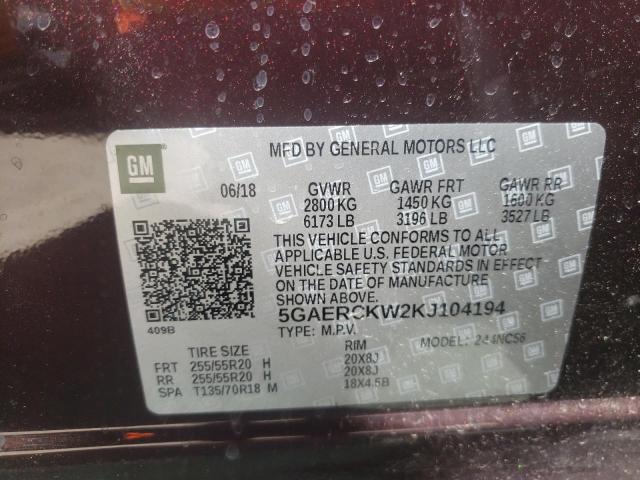 GM
MFD BY GENERAL MOTORS LLC
06/18 GVWR GAWR FRT GAWR RR
2800 KG 1450 KG 1600 KG
6173 LB 3196 LB 3527 LB
THIS VEHICLE CONFORMS TO ALL
APPLICABLE U.S. FEDERAL MOTOR
VEHICLE SAFETY STANDARDS IN EFFECT
ON THE DATE OF MANUFACTURE
SHOWN ABOVE.
409B
5GAERCKW2KJ104194
TYPE: M.P.V. MODEL: 244NC56
TIRE SIZE RIM
FRT 255/55R20 H 20X8J
RR 255/55R20 H 20X8J
SPA T135/70R18 M 18X4.5B